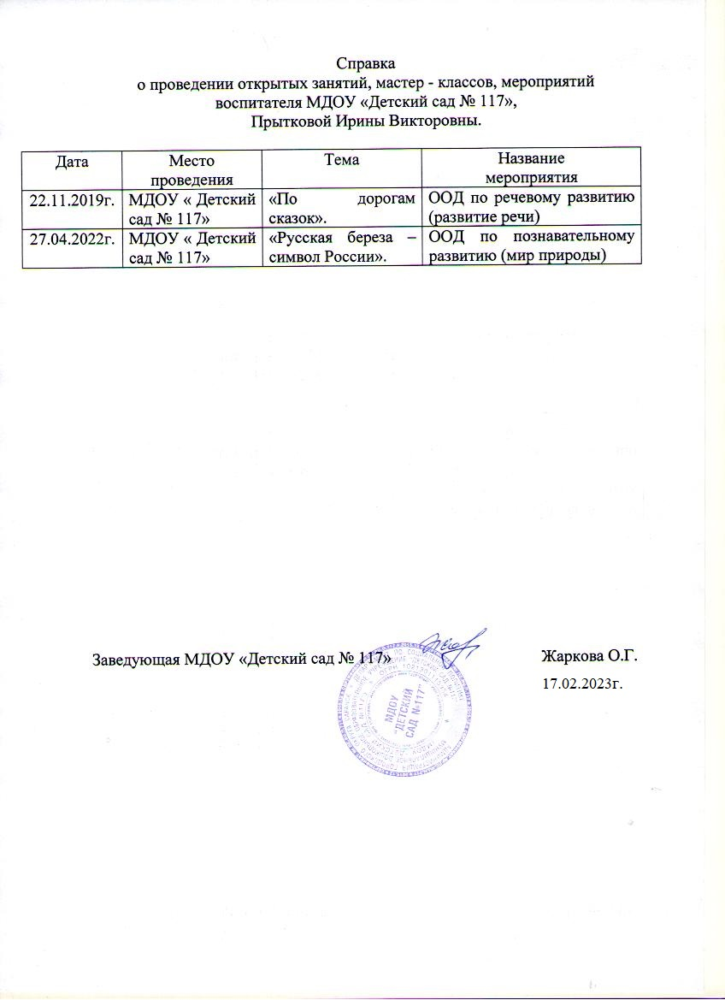 Справка
о проведении открытых занятий, мастер - классов, мероприятий
воспитателя МДОУ «Детский сад № 117»,
Прытковой Ирины Викторовны.
Дата
Место
проведения
Тема
Название
мероприятия
22.11.2019г.
МДОУ « Детский
сад № 117»
«По дорогам
сказок».
ООД по речевому развитию
(развитие речи)
27.04.2022г.
МДОУ « Детский
сад № 117»
«Русская береза –
символ России».
ООД по познавательному
развитию (мир природы)
Заведующая МДОУ «Детский сад № 117»
Жаркова О.Г.
17.02.2023г.
МДОУ
"ДЕТСКИЙ
САД №117"